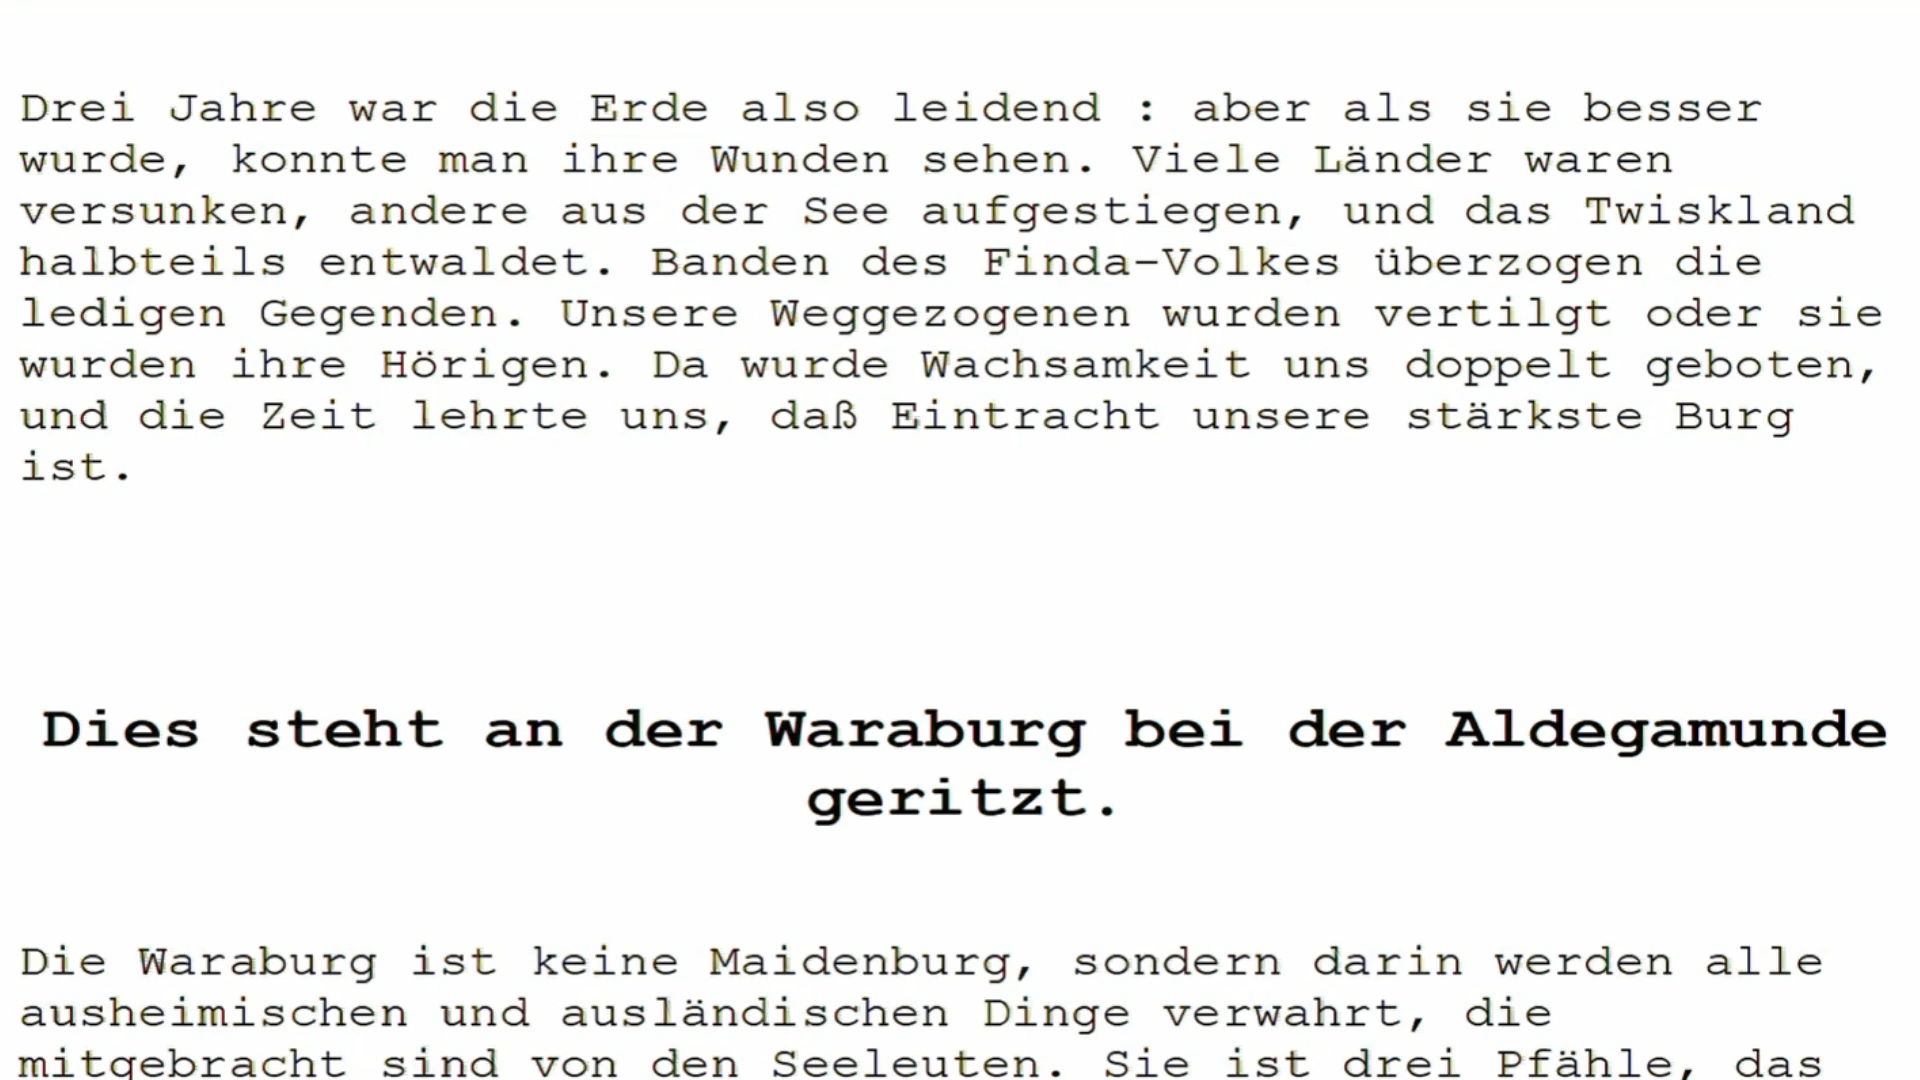 Drei Jahre war die Erde also leidend : aber als sie besser
wurde, konnte man ihre Wunden sehen. Viele Länder waren
versunken, andere aus der See aufgestiegen, und das Twiskland
halbteils entwaldet. Banden des Finda-Volkes überzogen die
ledigen Gegenden. Unsere Weggezogenen wurden vertilgt oder sie
wurden ihre Hörigen. Da wurde Wachsamkeit uns doppelt geboten,
und die Zeit lehrte uns, daß Eintracht unsere stärkste Burg
ist.
Dies steht an der Waraburg bei der Aldegamunde
geritzt.
Die Waraburg ist keine Maidenburg, sondern darin werden alle
ausheimischen und ausländischen Dinge verwahrt, die
mitgebracht sind von den Seeleuten. Sie ist drei Pfähle, das